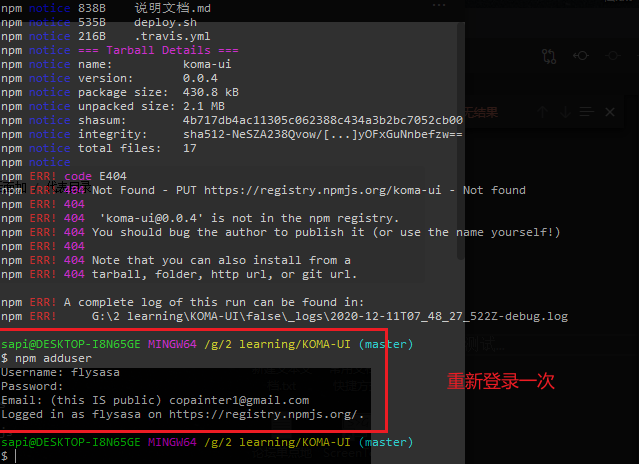 npm notice 838B 说明文档.md
npm notice 535B deploy.sh
npm notice 216B .travis.yml
npm notice === Tarball Details ===
npm notice name: koma-ui
npm notice version: 0.0.4
npm notice package size: 430.8 kB
npm notice unpacked size: 2.1 MB
npm notice shasum: 4b717db4ac11305c062388c434a3b2bc7052cb00
npm notice integrity: sha512-NeSZA238Qvow/[...]yOFxGuNnbefzw==
npm notice total files: 17
npm notice
npm ERR! code E404
npm ERR! 404 Not Found - PUT https://registry.npmjs.org/koma-ui - Not found
npm ERR! 404
npm ERR! 404  'koma-ui@0.0.4' is not in the npm registry.
npm ERR! 404 You should bug the author to publish it (or use the name yourself!)
npm ERR! 404
npm ERR! 404 Note that you can also install from a
npm ERR! 404 tarball, folder, http url, or git url.
npm ERR! A complete log of this run can be found in:
npm ERR!     G:\2 learning\KOMA-UI\false\_logs\2020-12-11T07_48_27_522Z-debug.log
sapi@DESKTOP-I8N65GE MINGW64 /g/2 learning/KOMA-UI (master)
$ npm adduser
Username: flysasa
Password:
Email: (this IS public) copainter1@gmail.com
Logged in as flysasa on https://registry.npmjs.org/.
重新登录一次
sapi@DESKTOP-I8N65GE MINGW64 /g/2 learning/KOMA-UI (master)
$